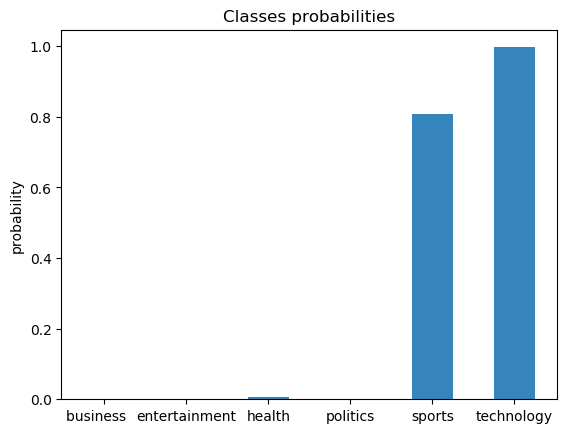 Classes probabilities
probability
1.0
0.8
0.6
0.4
0.2
0.0
business entertainment health politics sports technology